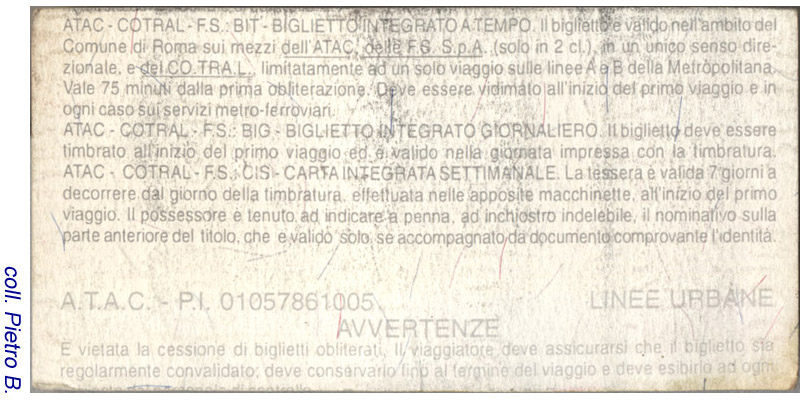 ATAC - COTRAL - F.S.: BIT - BIGLIETTO INTEGRATO A TEMPO. Il biglietto è valido nell'ambito del
Comune di Roma sui mezzi dell'ATAC, delle F.S. S.p.A. (solo in 2 cl.), in un unico senso dire-
zionale, e del CO.TRA.L., limitatamente ad un solo viaggio sulle linee A e B della Metropolitana.
Vale 75 minuti dalla prima obliterazione. Deve essere vidimato all'inizio del primo viaggio e in
ogni caso sui servizi metro-ferroviari.
ATAC - COTRAL - F.S.: BIG - BIGLIETTO INTEGRATO GIORNALIERO. Il biglietto deve essere
timbrato all'inizio del primo viaggio ed è valido nella giornata impressa con la timbratura.
ATAC - COTRAL - F.S.: CIS - CARTA INTEGRATA SETTIMANALE. La tessera è valida 7 giorni a
decorrere dal giorno della timbratura, effettuata nelle apposite macchinette, all'inizio del primo
viaggio. Il possessore è tenuto ad indicare a penna, ad inchiostro indelebile, il nominativo sulla
parte anteriore del titolo, che è valido solo se accompagnato da documento comprovante l'identità.
A.T.A.C. - P.I. 01057861005 LINEE URBANE
AVVERTENZE
È vietata la cessione di biglietti obliterati. Il viaggiatore deve assicurarsi che il biglietto sia
regolarmente convalidato; deve conservarlo fino al termine del viaggio e deve esibirlo ad ogni
coll. Pietro B.